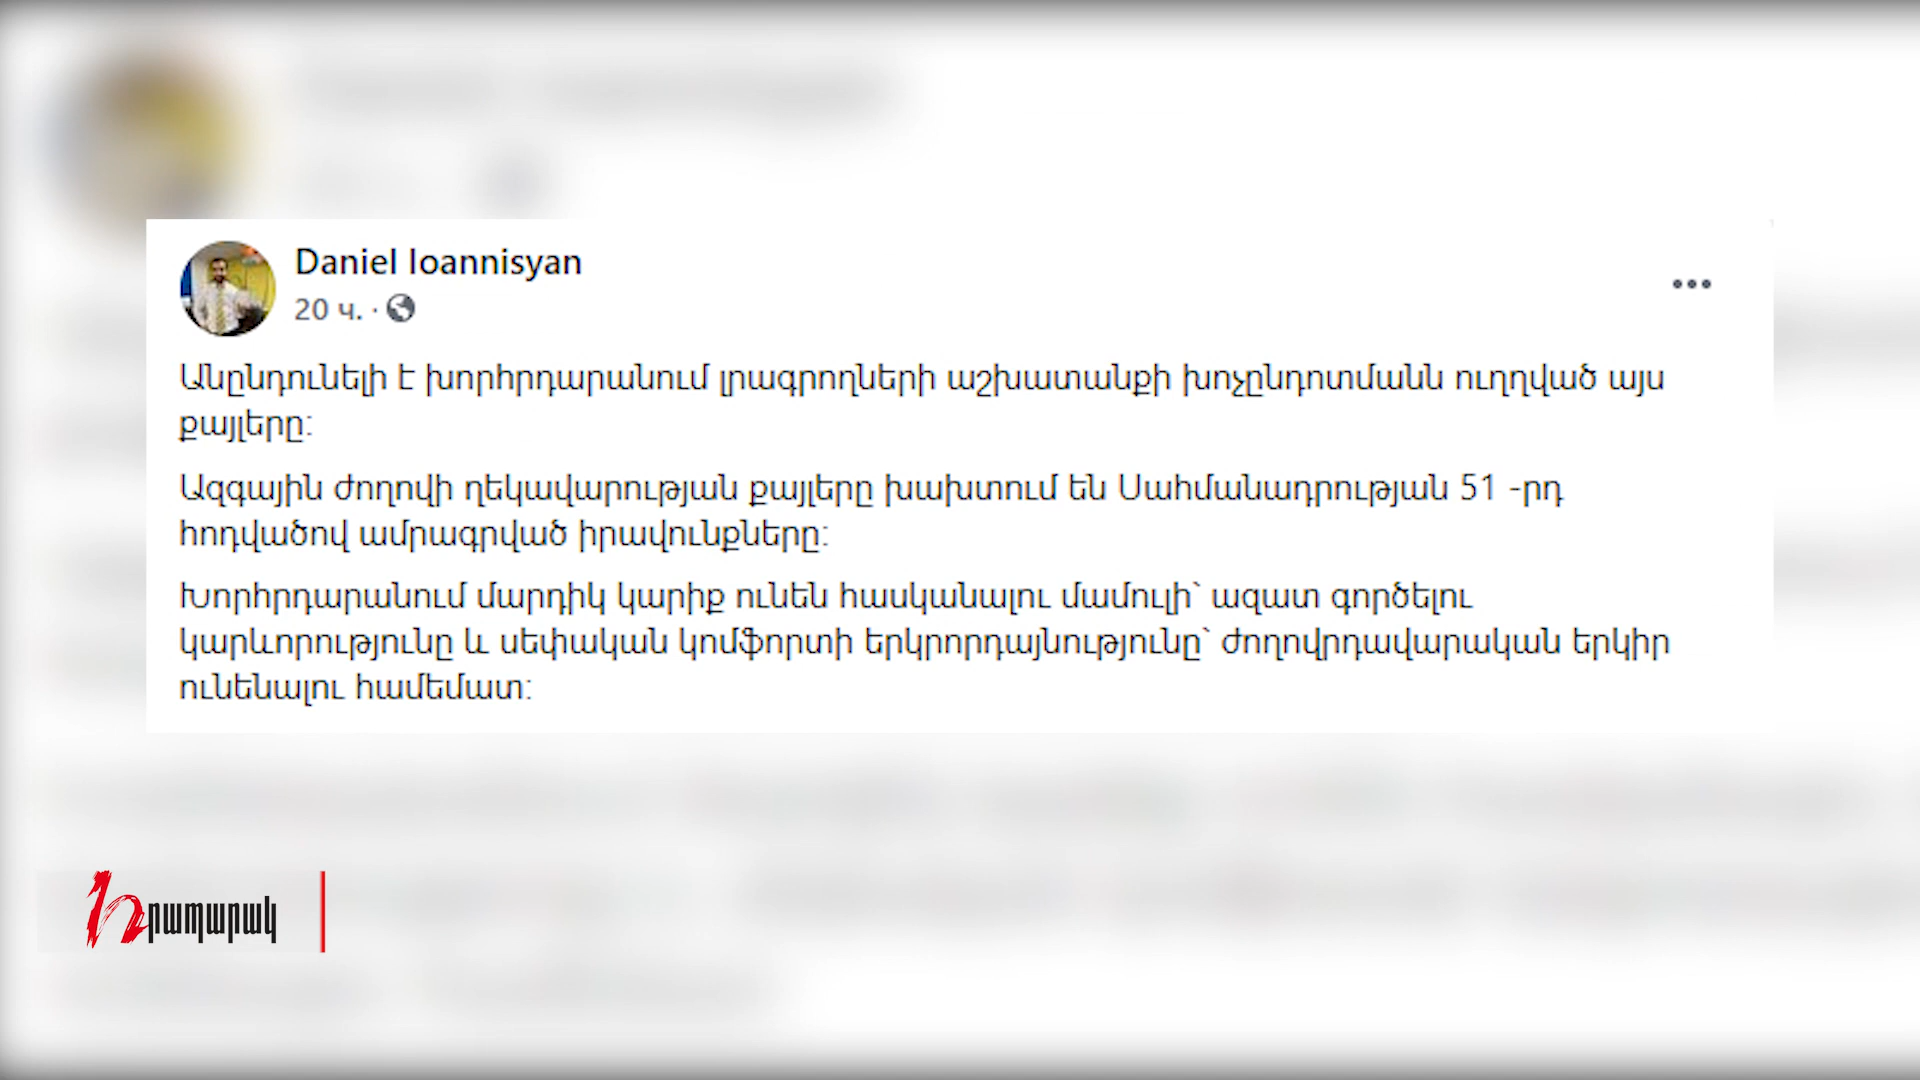 Daniel Ioannisyan
20 ч. ·
Անընդունելի է խորհրդարանում լրագրողների աշխատանքի խոչընդոտմանն ուղղված այս
քայլերը:
Ազգային ժողովի ղեկավարության քայլերը խախտում են Սահմանադրության 51 -րդ
հոդվածով ամրագրված իրավունքները:
Խորհրդարանում մարդիկ կարիք ունեն հասկանալու մամուլի՝ ազատ գործելու
կարևորությունը և սեփական կոմֆորտի երկրորդայնությունը՝ ժողովրդավարական երկիր
ունենալու համեմատ:
հրապարակ